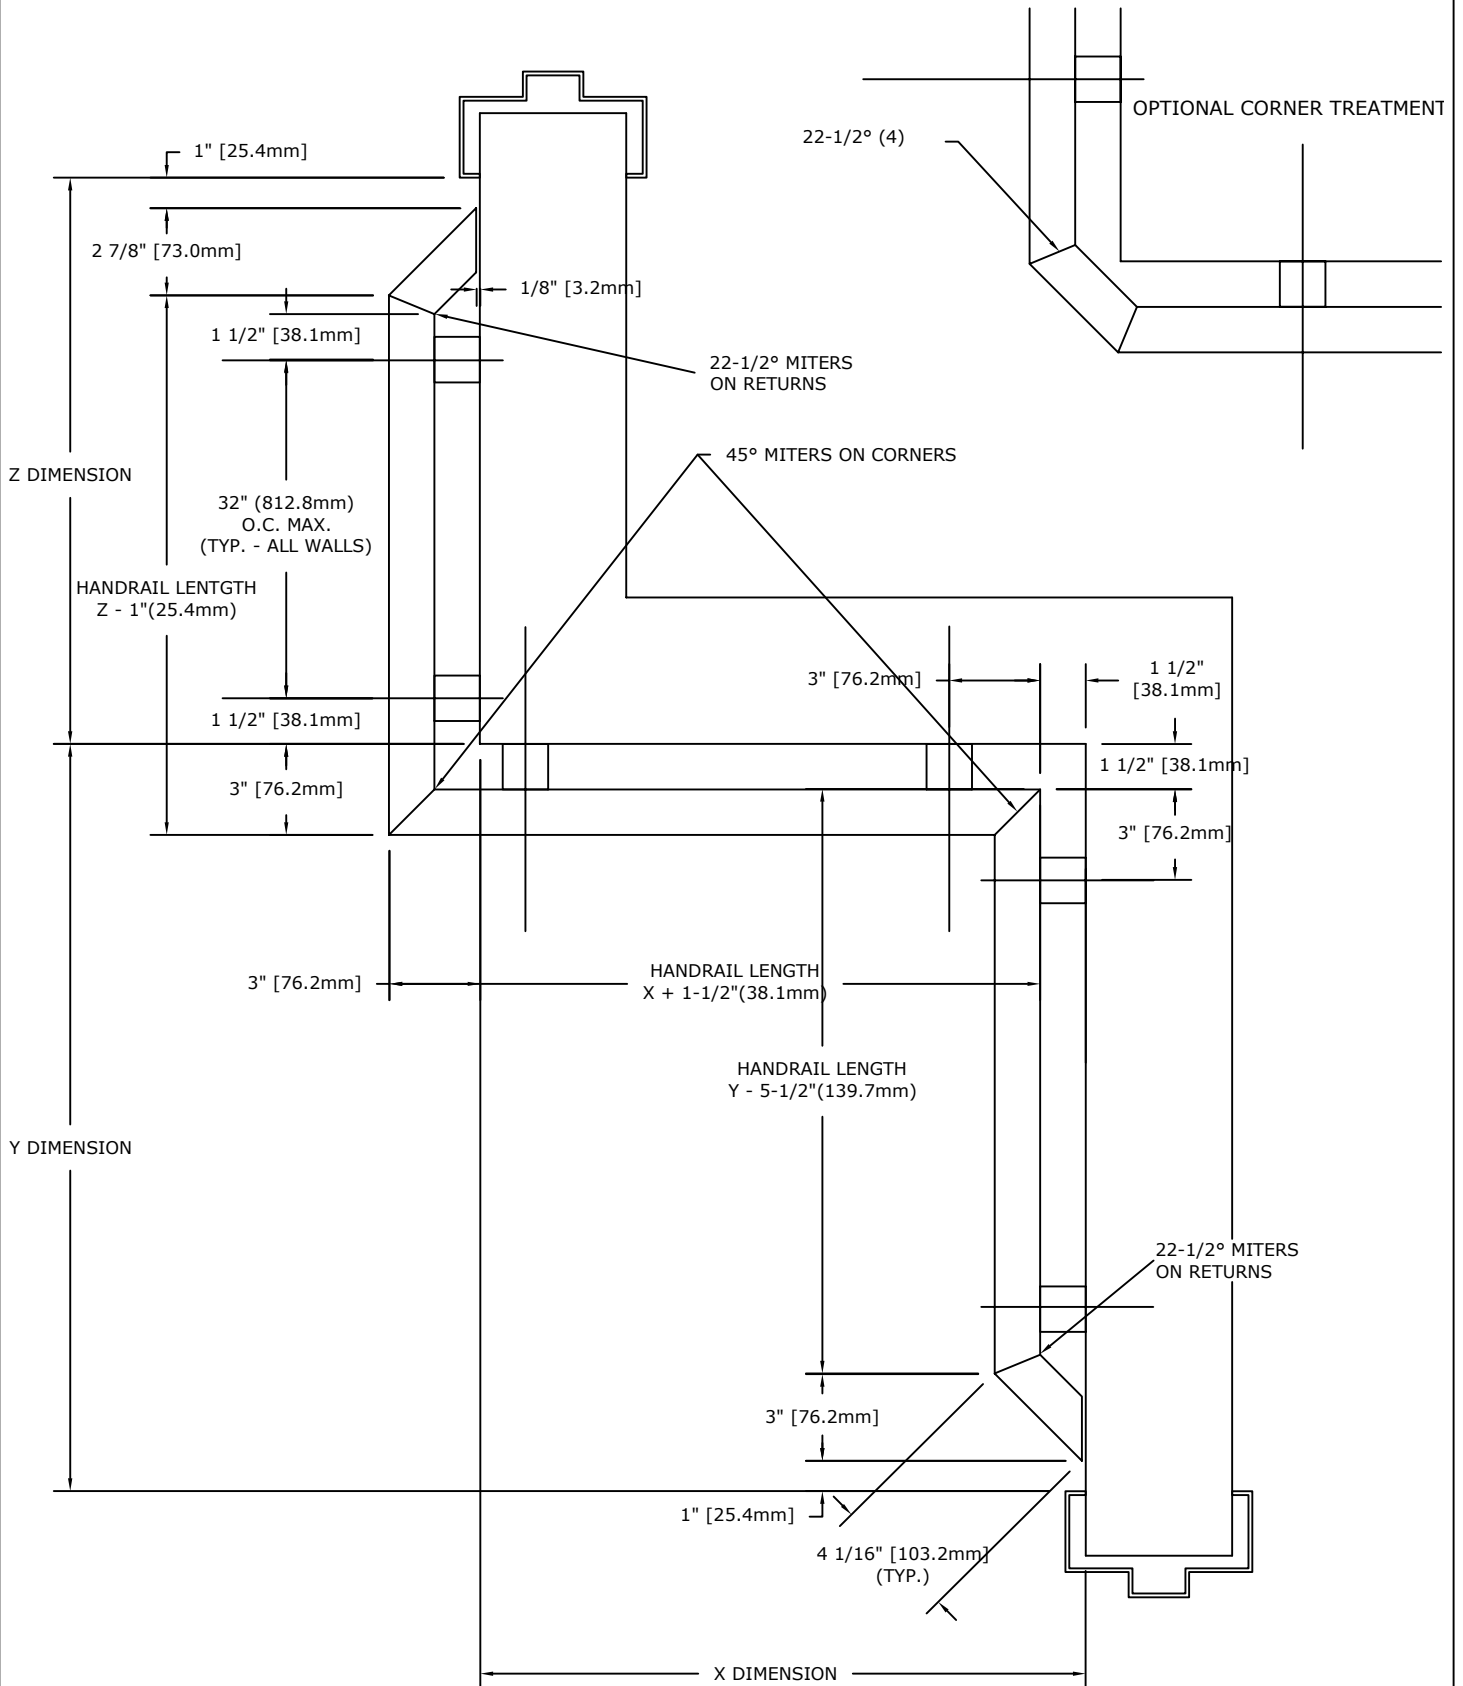 OPTIONAL CORNER TREATMENT
22-1/2° (4)
1" [25.4mm]
2 7/8" [73.0mm]
1/8" [3.2mm]
1 1/2" [38.1mm]
22-1/2° MITERS
ON RETURNS
45° MITERS ON CORNERS
Z DIMENSION
32" (812.8mm)
O.C. MAX.
(TYP. - ALL WALLS)
HANDRAIL LENTGTH
Z - 1"(25.4mm)
3" [76.2mm]
1 1/2"
[38.1mm]
1 1/2" [38.1mm]
1 1/2" [38.1mm]
3" [76.2mm]
3" [76.2mm]
3" [76.2mm]
HANDRAIL LENGTH
X + 1-1/2"(38.1mm)
HANDRAIL LENGTH
Y - 5-1/2"(139.7mm)
Y DIMENSION
22-1/2° MITERS
ON RETURNS
3" [76.2mm]
1" [25.4mm]
4 1/16" [103.2mm]
(TYP.)
X DIMENSION